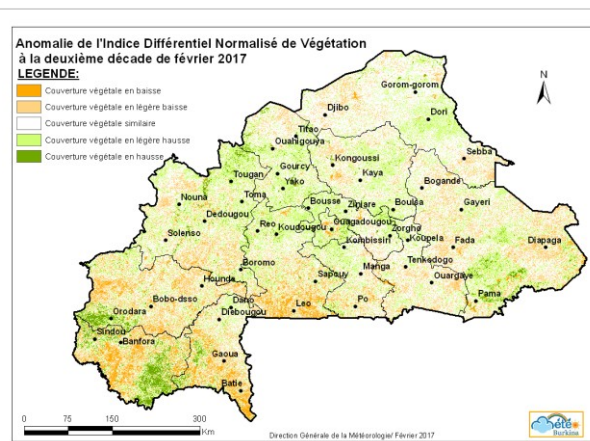 Anomalie de l'Indice Différentiel Normalisé de Végétation
à la deuxième décade de février 2017
LEGENDE:
Couverture végétale en baisse
Couverture végétale en légère baisse
Couverture végétale similaire
Couverture végétale en légère hausse
Couverture végétale en hausse
N
Gorom-gorom
Djibo
Dori
Titao
Ouahigouya
Sebba
Kongoussi
Gourcy
Kaya
Tougan
Yako
Bogande
Nouna
Toma
Bousse
Ziniare
Boulsa
Gayeri
Dedougou
Reo
Koudougou
Ouagadougou
Zorgho
Solenso
Kombissiri
Koupela
Fada
Diapaga
Boromo
Manga
Tenkodogo
Hounde
Sapouy
Ouargaye
Pama
Bobo-dsso
Dano
Leo
Po
Orodara
Diebougou
Sindou
Banfora
Gaoua
Batie
0 75 150 300
Km
Direction Générale de la Météorologie/ Février 2017
Météo
Burkina